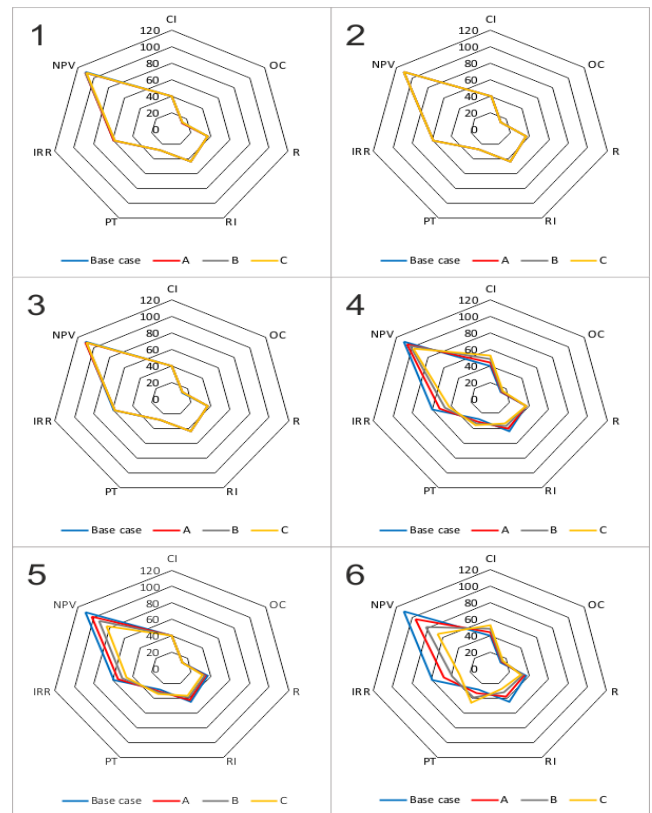 1
CI
120
100
80
60
40
20
0
OC
R
RI
PT
IRR
NPV
Base case A B C
2
CI
120
100
80
60
40
20
0
OC
R
RI
PT
IRR
NPV
Base case A B C
3
CI
120
100
80
60
40
20
0
OC
R
RI
PT
IRR
NPV
Base case A B C
4
CI
120
100
80
60
40
20
0
OC
R
RI
PT
IRR
NPV
Base case A B C
5
CI
120
100
80
60
40
20
0
OC
R
RI
PT
IRR
NPV
Base case A B C
6
CI
120
100
80
60
40
20
0
OC
R
RI
PT
IRR
NPV
Base case A B C